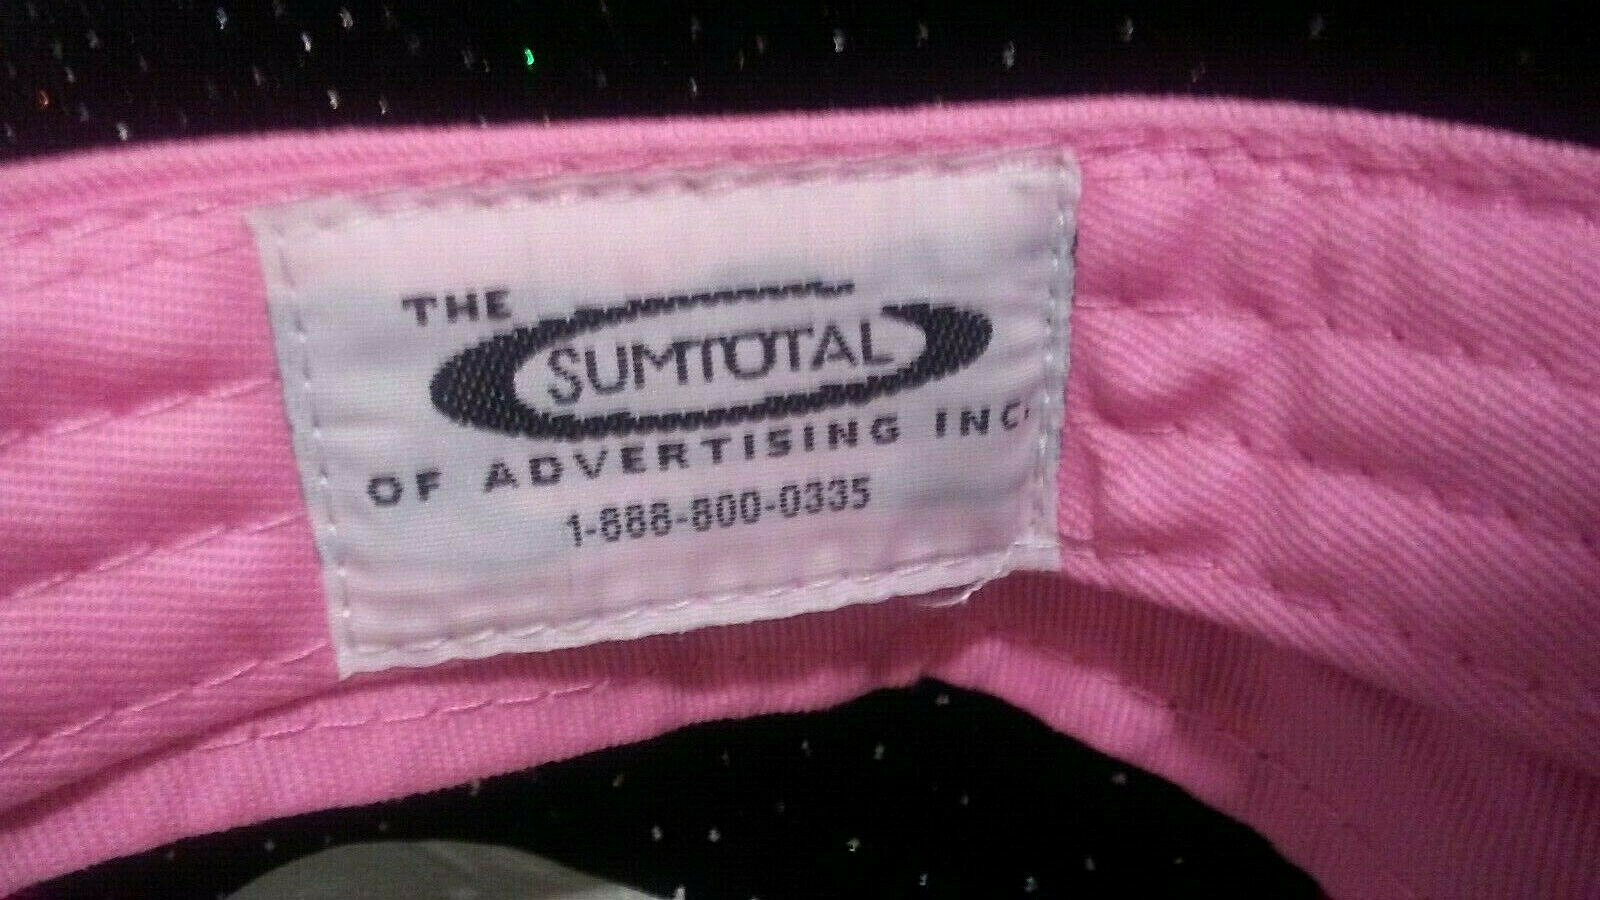 THE
SUMTOTAL
OF ADVERTISING INC.
1-888-800-0335